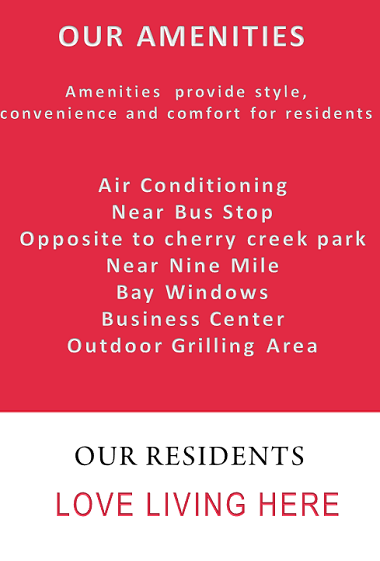 OUR AMENITIES
Amenities provide style,
convenience and comfort for residents
Air Conditioning
Near Bus Stop
Opposite to cherry creek park
Near Nine Mile
Bay Windows
Business Center
Outdoor Grilling Area
OUR RESIDENTS
LOVE LIVING HERE